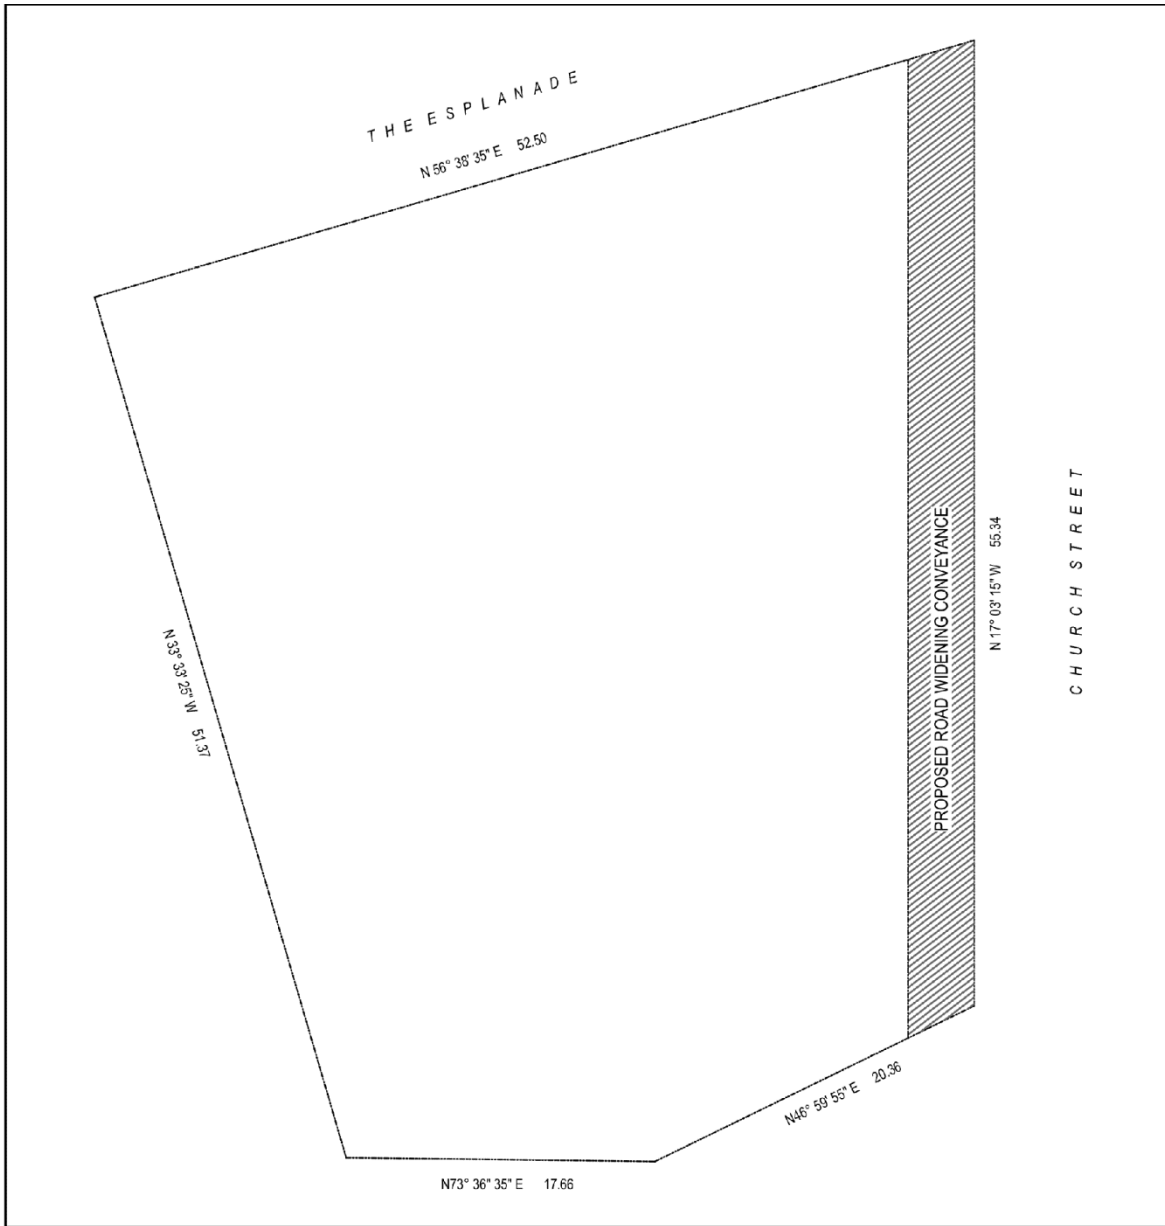 THE ESPLANADE
N 56° 38' 35" E 52.50
N 33° 33' 25" W 51.37
PROPOSED ROAD WIDENING CONVEYANCE
N 17° 03' 15" W 55.34
CHURCH STREET
N46° 59' 55" E 20.36
N73° 36" 35" E 17.66